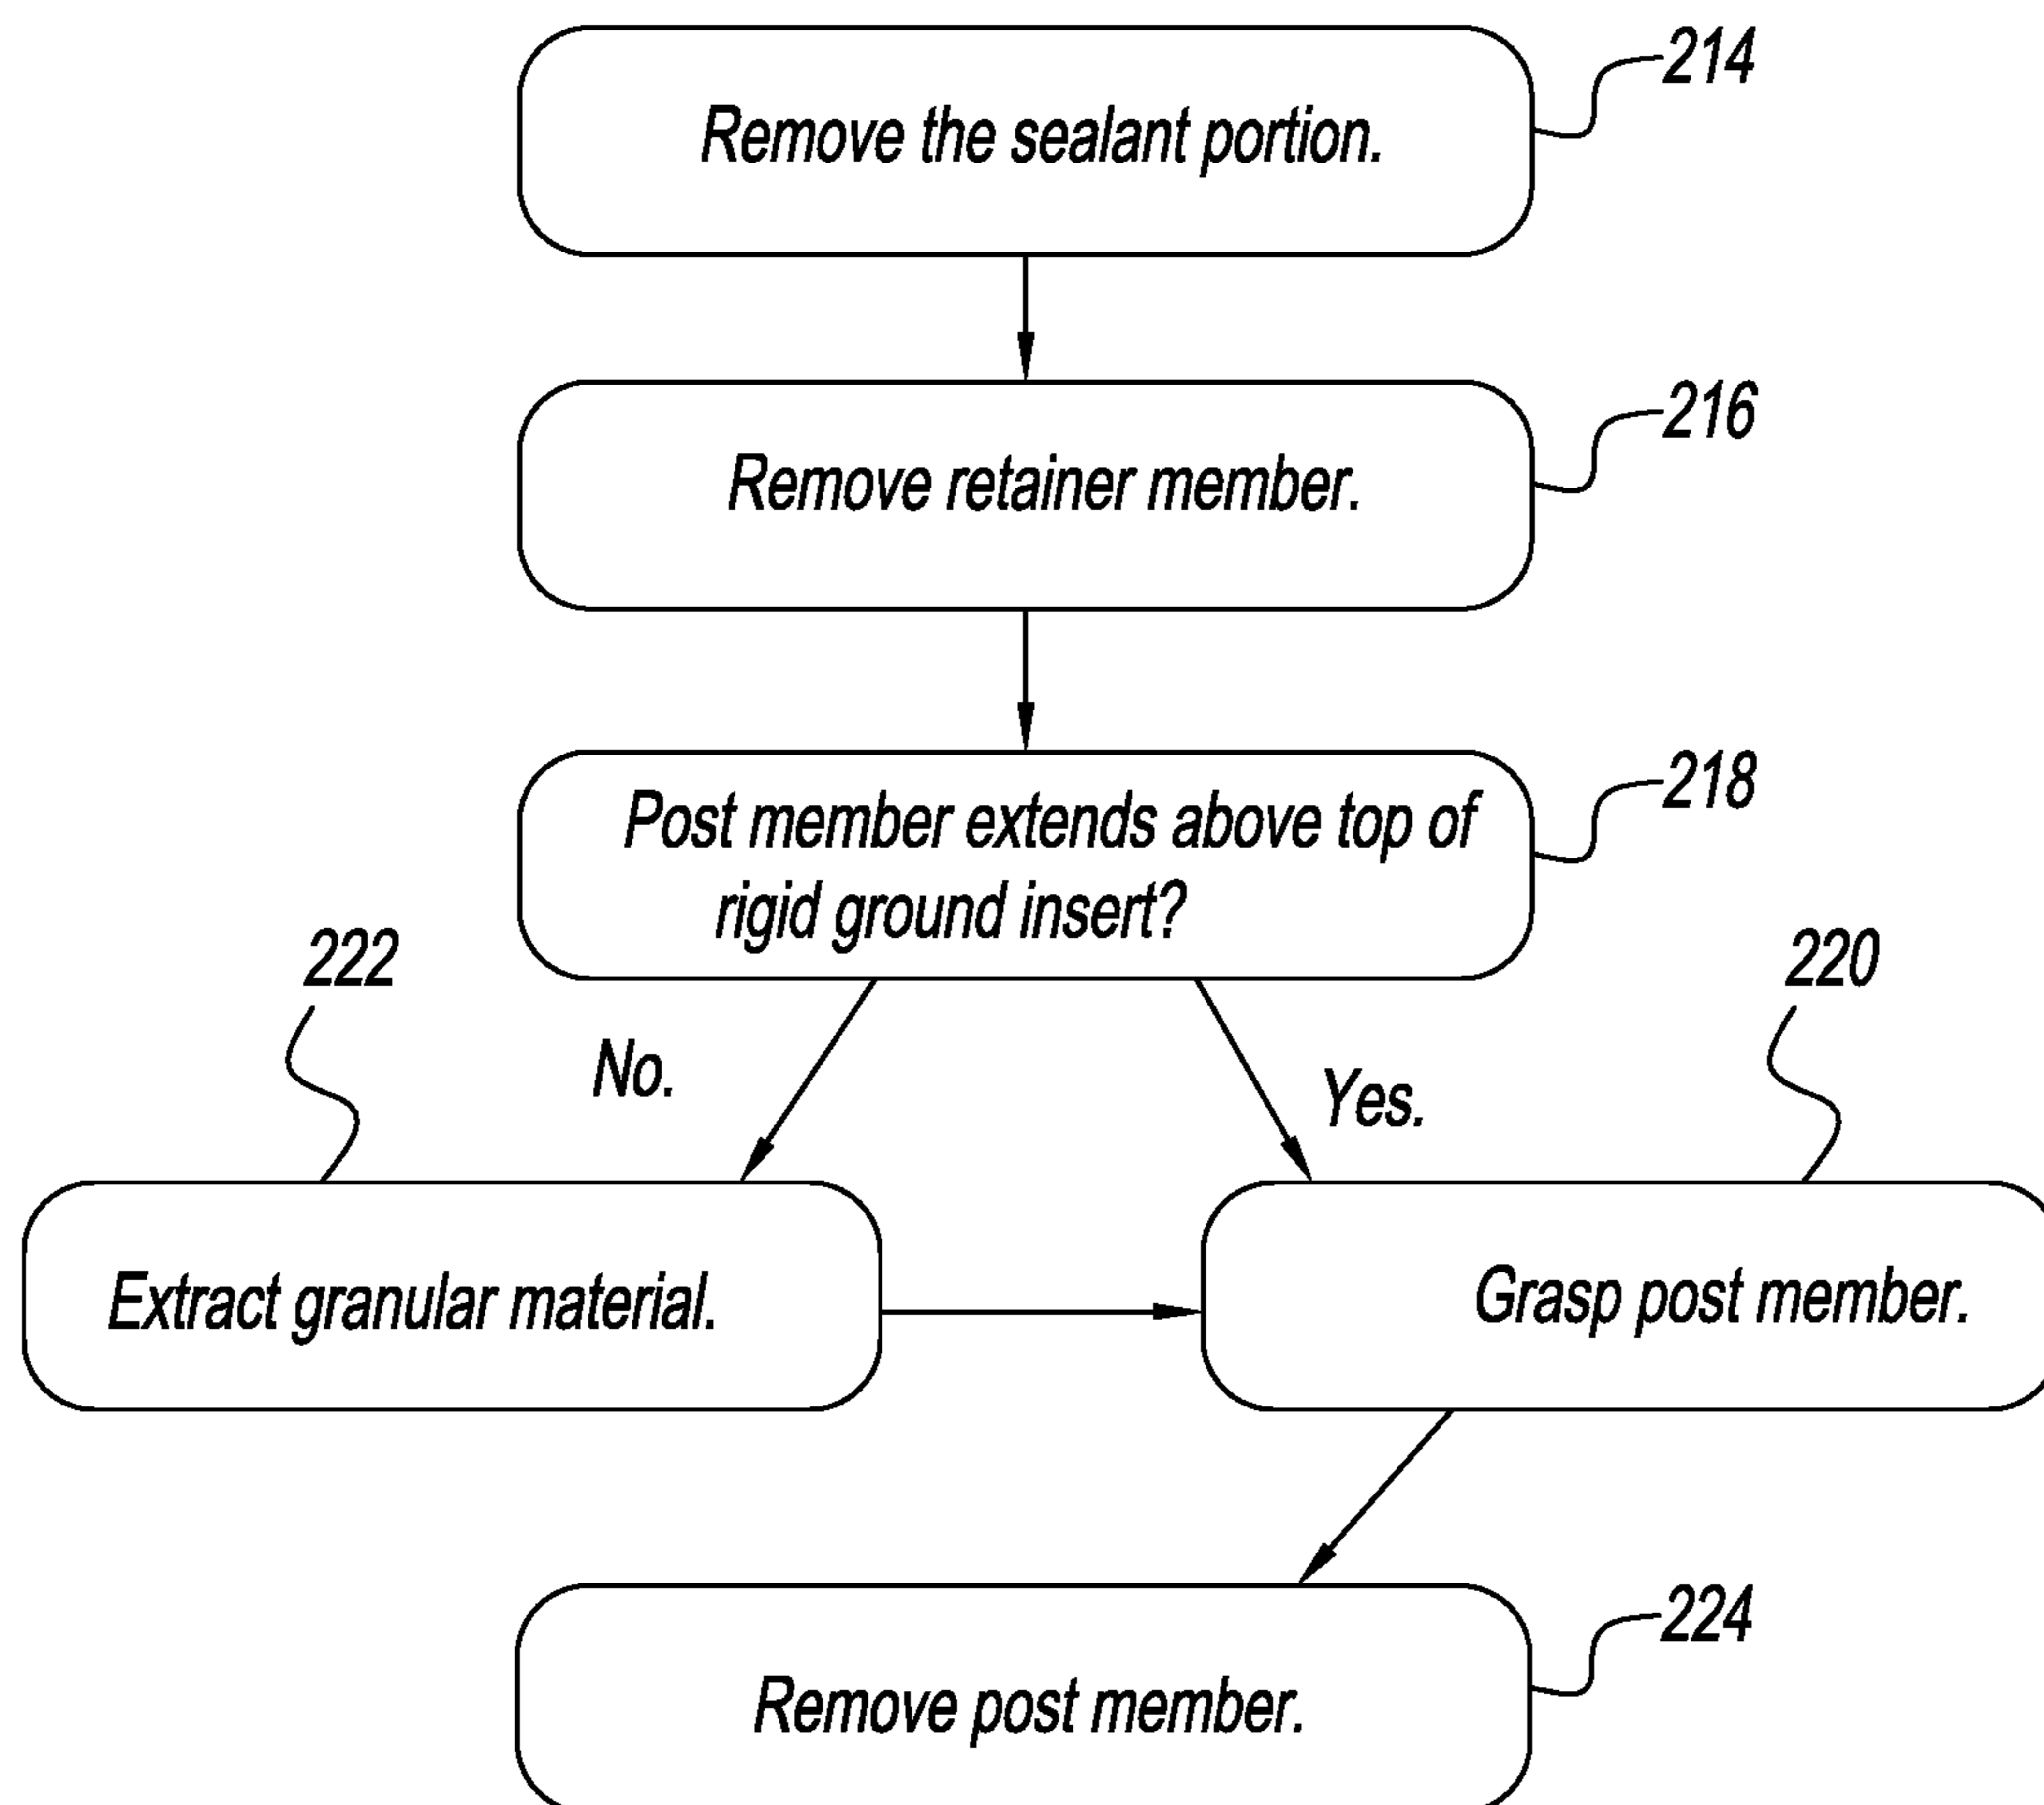 214
Remove the sealant portion.
216
Remove retainer member.
218
Post member extends above top of
rigid ground insert?
222
220
No.
Yes.
Extract granular material.
Grasp post member.
224
Remove post member.